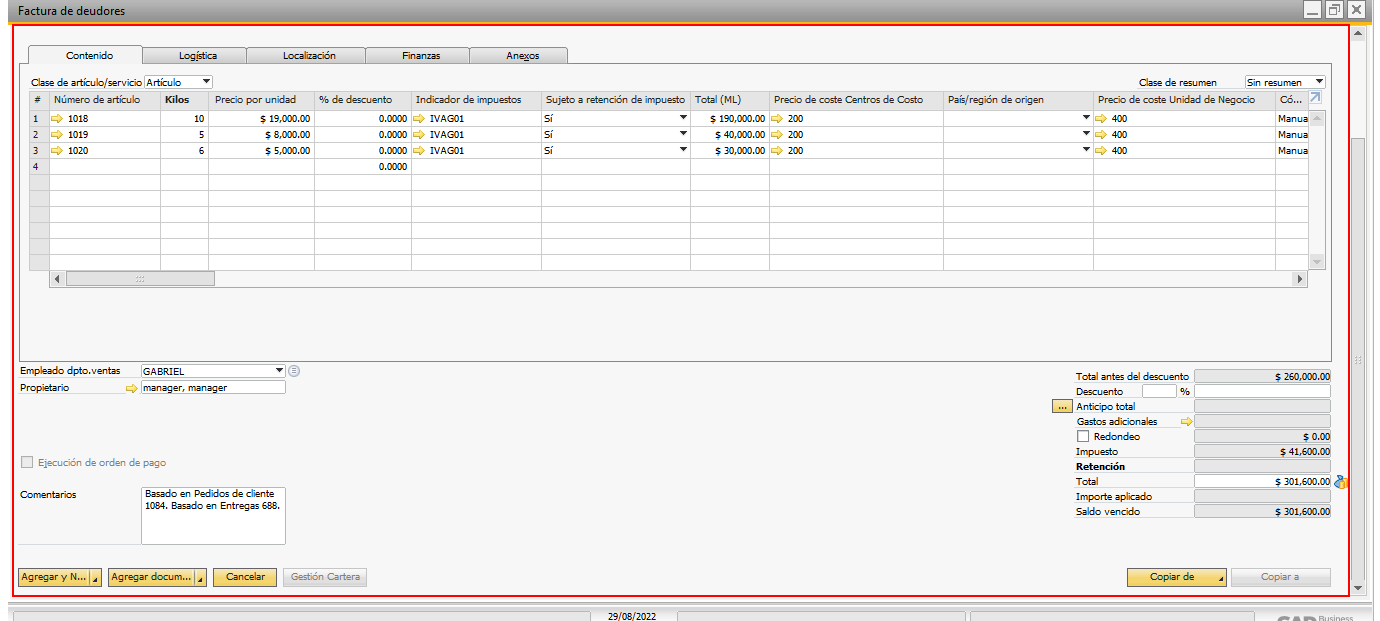 Factura de deudores
Contenido Logística Localización Finanzas Anexos
Clase de artículo/servicio Artículo Clase de resumen Sin resumen
# Número de artículo Kilos Precio por unidad % de descuento Indicador de impuestos Sujeto a retención de impuesto Total (ML) Precio de coste Centros de Costo País/región de origen Precio de coste Unidad de Negocio Có...
1 1018 10 $ 19,000.00 0.0000 IVAG01 Sí $ 190,000.00 200 400 Manua
2 1019 5 $ 8,000.00 0.0000 IVAG01 Sí $ 40,000.00 200 400 Manua
3 1020 6 $ 5,000.00 0.0000 IVAG01 Sí $ 30,000.00 200 400 Manua
4 0.0000
Empleado dpto.ventas GABRIEL
Propietario manager, manager
Total antes del descuento $ 260,000.00
Descuento %
... Anticipo total
Gastos adicionales
Redondeo $ 0.00
Impuesto $ 41,600.00
Retención
Total $ 301,600.00
Importe aplicado
Saldo vencido $ 301,600.00
Ejecución de orden de pago
Comentarios Basado en Pedidos de cliente
1084. Basado en Entregas 688.
Agregar y N... Agregar docum... Cancelar Gestión Cartera Copiar de Copiar a
29/08/2022
SAP Business